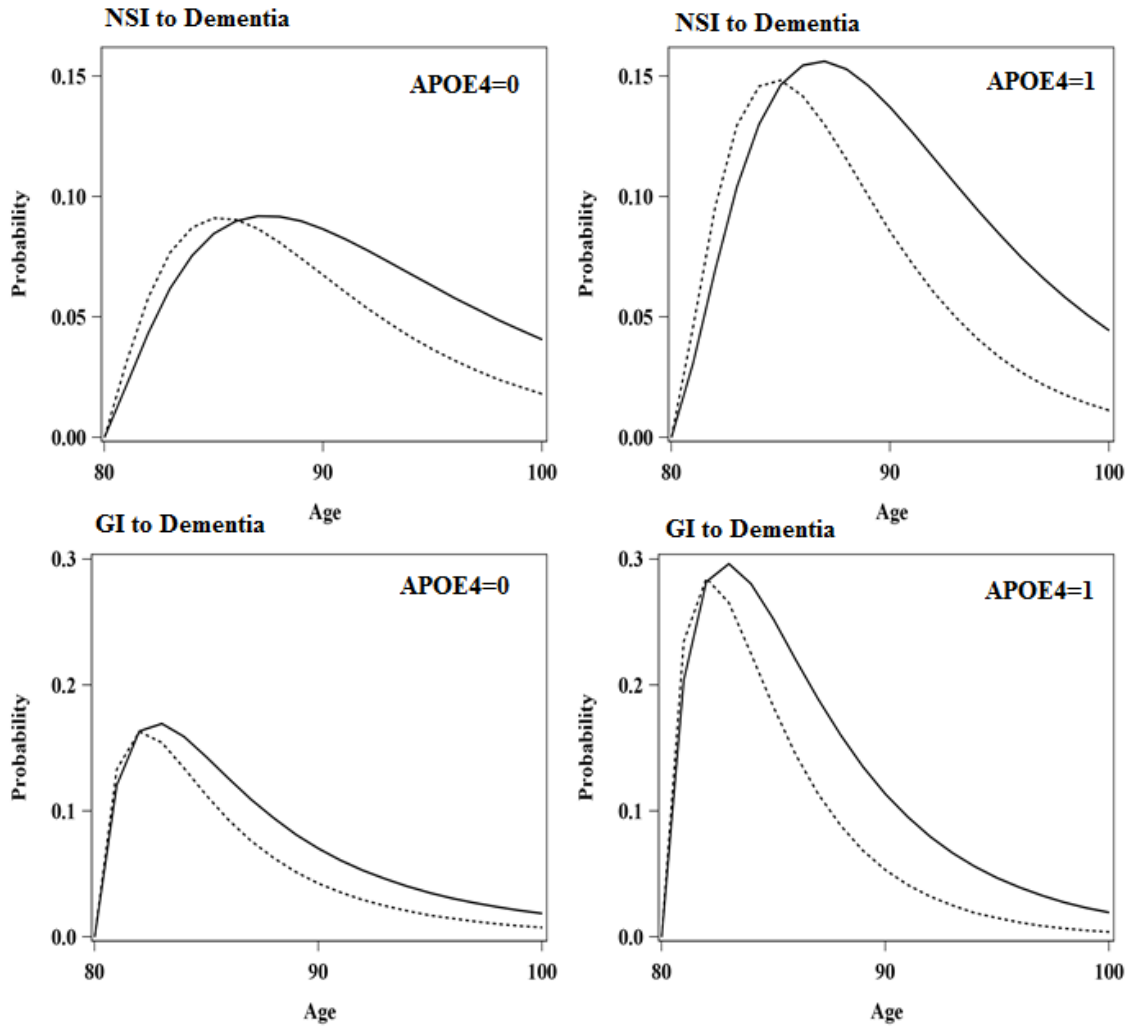 NSI to Dementia
APOE4=0
0.15
0.10
0.05
0.00
Probability
80
90
100
Age
NSI to Dementia
APOE4=1
0.15
0.10
0.05
0.00
Probability
80
90
100
Age
GI to Dementia
APOE4=0
0.3
0.2
0.1
0.0
Probability
80
90
100
Age
GI to Dementia
APOE4=1
0.3
0.2
0.1
0.0
Probability
80
90
100
Age